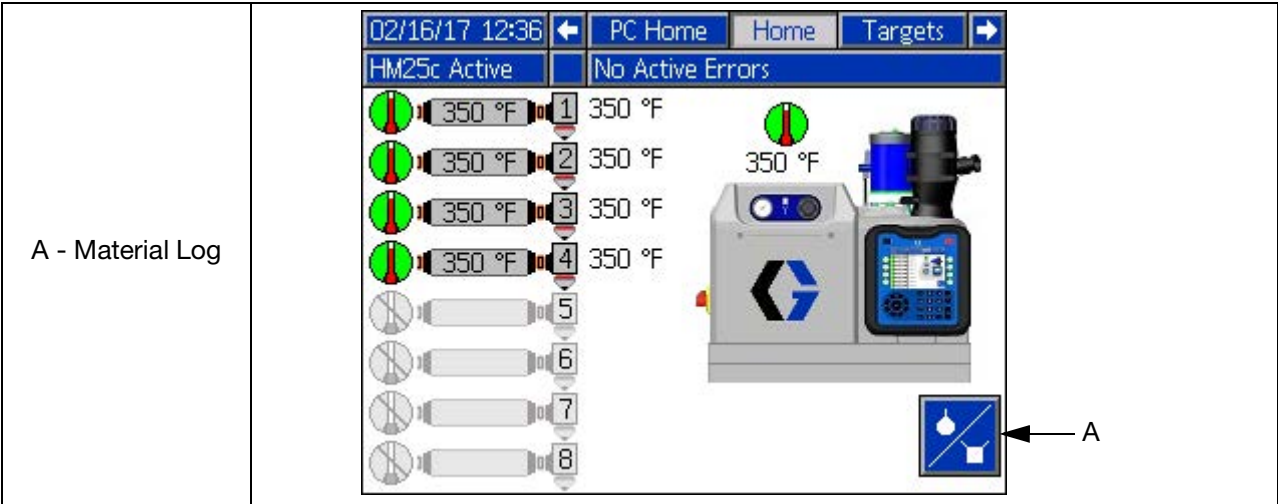 A - Material Log
02/16/17 12:36 PC Home Home Targets
HM25c Active No Active Errors
350 °F 1 350 °F
350 °F 2 350 °F
350 °F
350 °F 3 350 °F
350 °F 4 350 °F
5
6
7
8
A